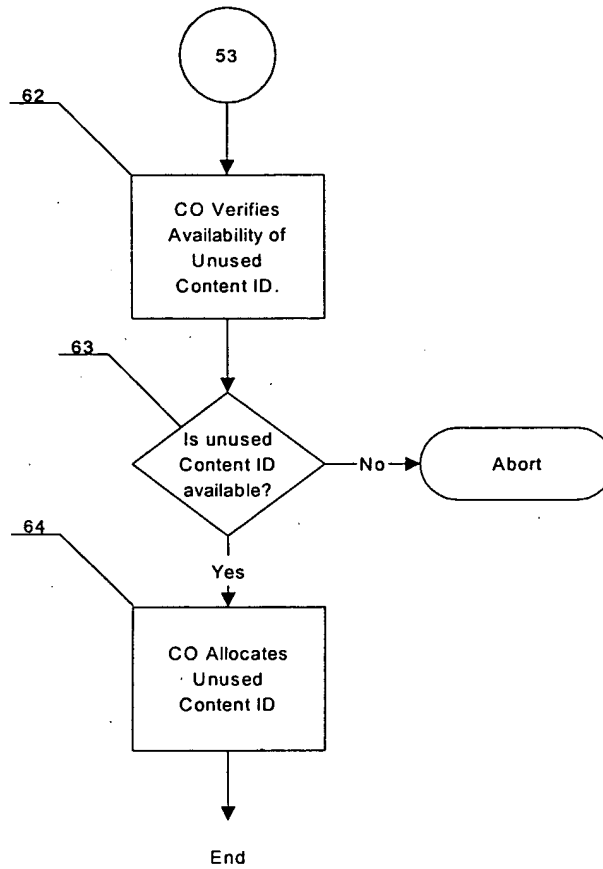 53
62
CO Verifies
Availability of
Unused
Content ID.
63
Is unused
Content ID
available?
No
Abort
64
Yes
CO Allocates
Unused
Content ID
End